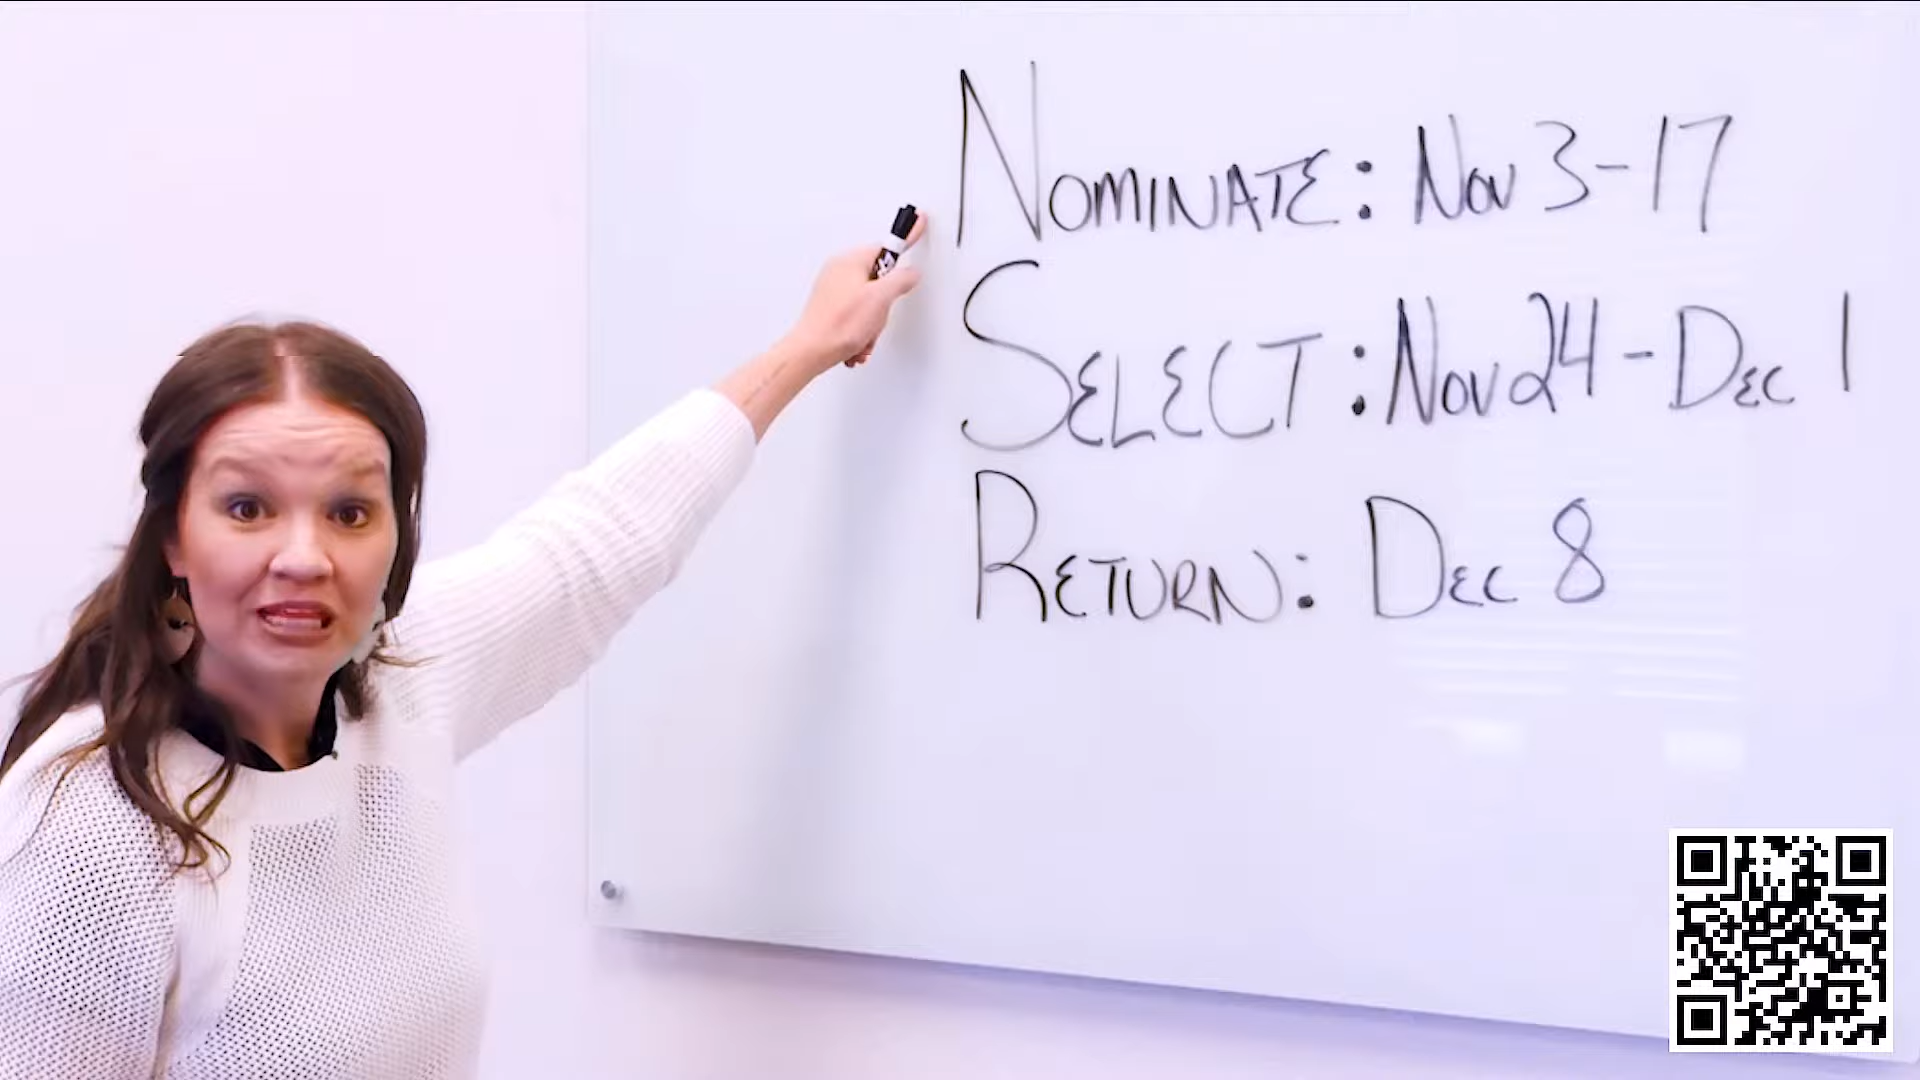 NOMINATE: NOV 3-17
SELECT: NOV 24 - DEC 1
RETURN: DEC 8